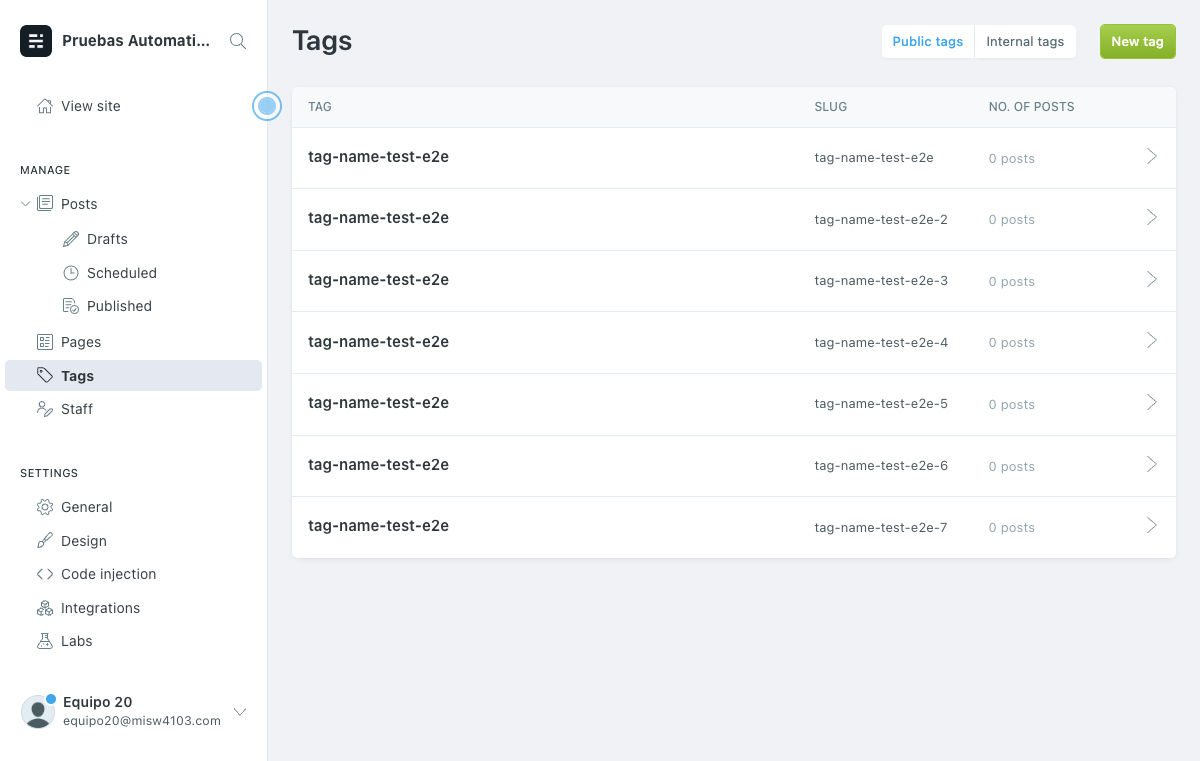 Pruebas Automati...
View site
MANAGE
Posts
Drafts
Scheduled
Published
Pages
Tags
Staff
SETTINGS
General
Design
Code injection
Integrations
Labs
Equipo 20
equipo20@misw4103.com
Tags
Public tags Internal tags New tag
TAG SLUG NO. OF POSTS
tag-name-test-e2e tag-name-test-e2e 0 posts
tag-name-test-e2e tag-name-test-e2e-2 0 posts
tag-name-test-e2e tag-name-test-e2e-3 0 posts
tag-name-test-e2e tag-name-test-e2e-4 0 posts
tag-name-test-e2e tag-name-test-e2e-5 0 posts
tag-name-test-e2e tag-name-test-e2e-6 0 posts
tag-name-test-e2e tag-name-test-e2e-7 0 posts